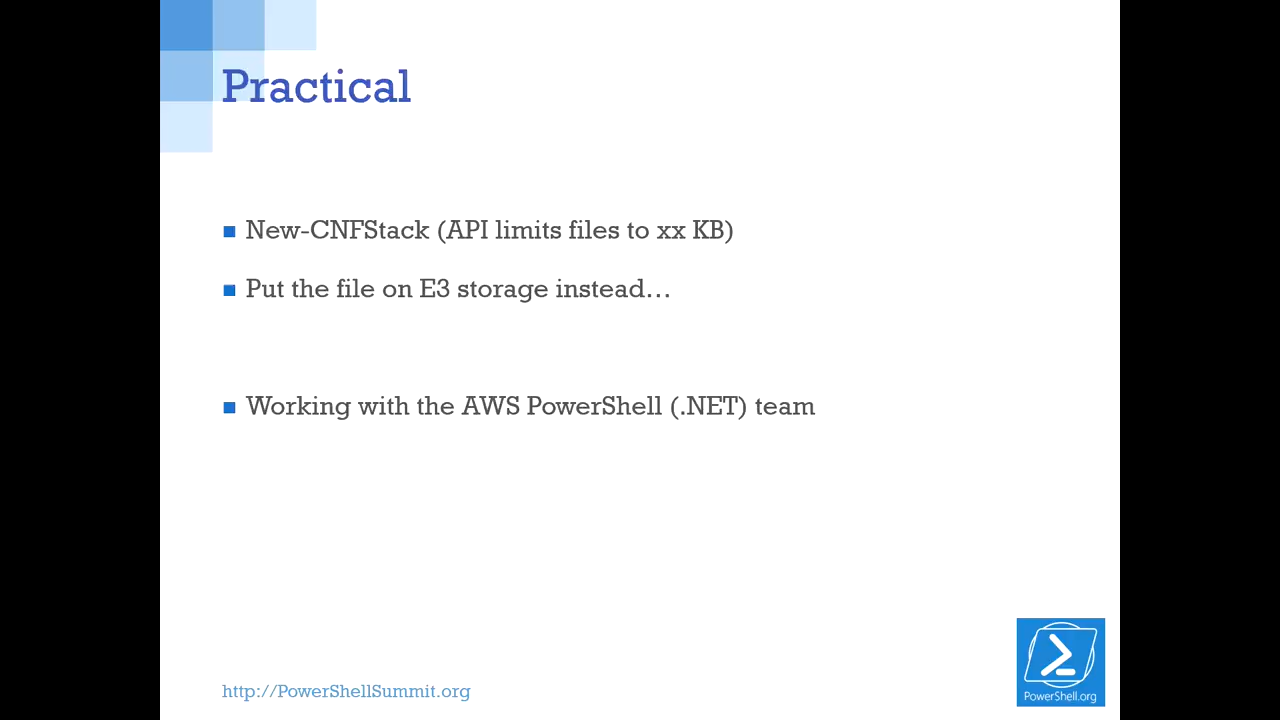 Practical
New-CNFStack (API limits files to xx KB)
Put the file on E3 storage instead…
Working with the AWS PowerShell (.NET) team
http://PowerShellSummit.org
PowerShell.org